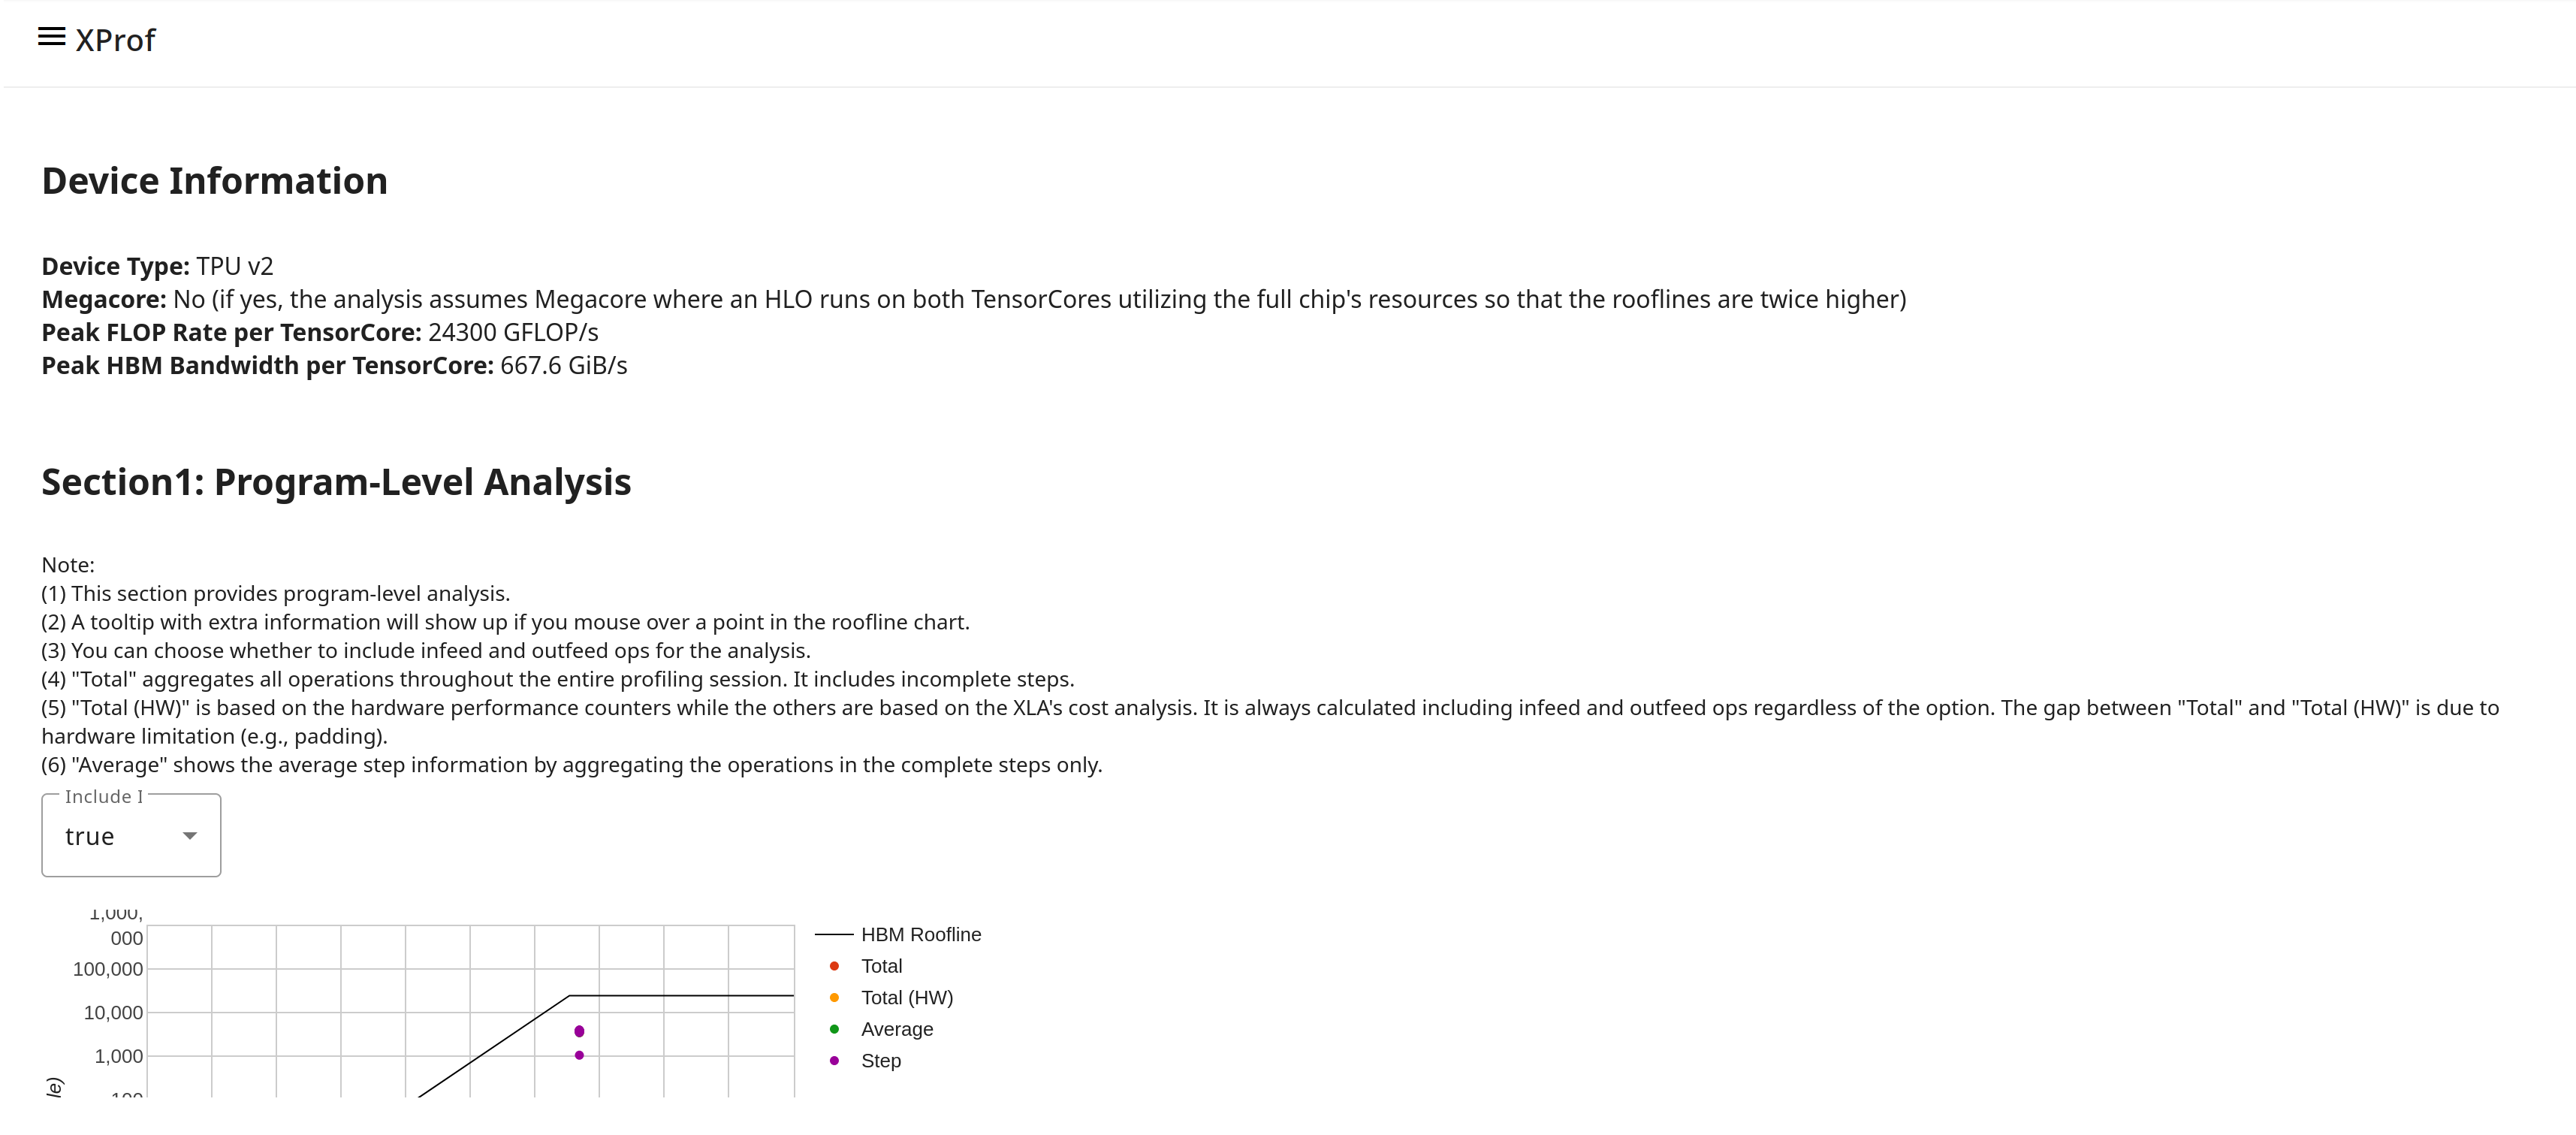 XProf
Device Information
Device Type: TPU v2
Megacore: No (if yes, the analysis assumes Megacore where an HLO runs on both TensorCores utilizing the full chip's resources so that the rooflines are twice higher)
Peak FLOP Rate per TensorCore: 24300 GFLOP/s
Peak HBM Bandwidth per TensorCore: 667.6 GiB/s
Section1: Program-Level Analysis
Note:
(1) This section provides program-level analysis.
(2) A tooltip with extra information will show up if you mouse over a point in the roofline chart.
(3) You can choose whether to include infeed and outfeed ops for the analysis.
(4) "Total" aggregates all operations throughout the entire profiling session. It includes incomplete steps.
(5) "Total (HW)" is based on the hardware performance counters while the others are based on the XLA's cost analysis. It is always calculated including infeed and outfeed ops regardless of the option. The gap between "Total" and "Total (HW)" is due to
hardware limitation (e.g., padding).
(6) "Average" shows the average step information by aggregating the operations in the complete steps only.
Include I
true
1,000,
000
100,000
10,000
1,000
100
le)
HBM Roofline
Total
Total (HW)
Average
Step